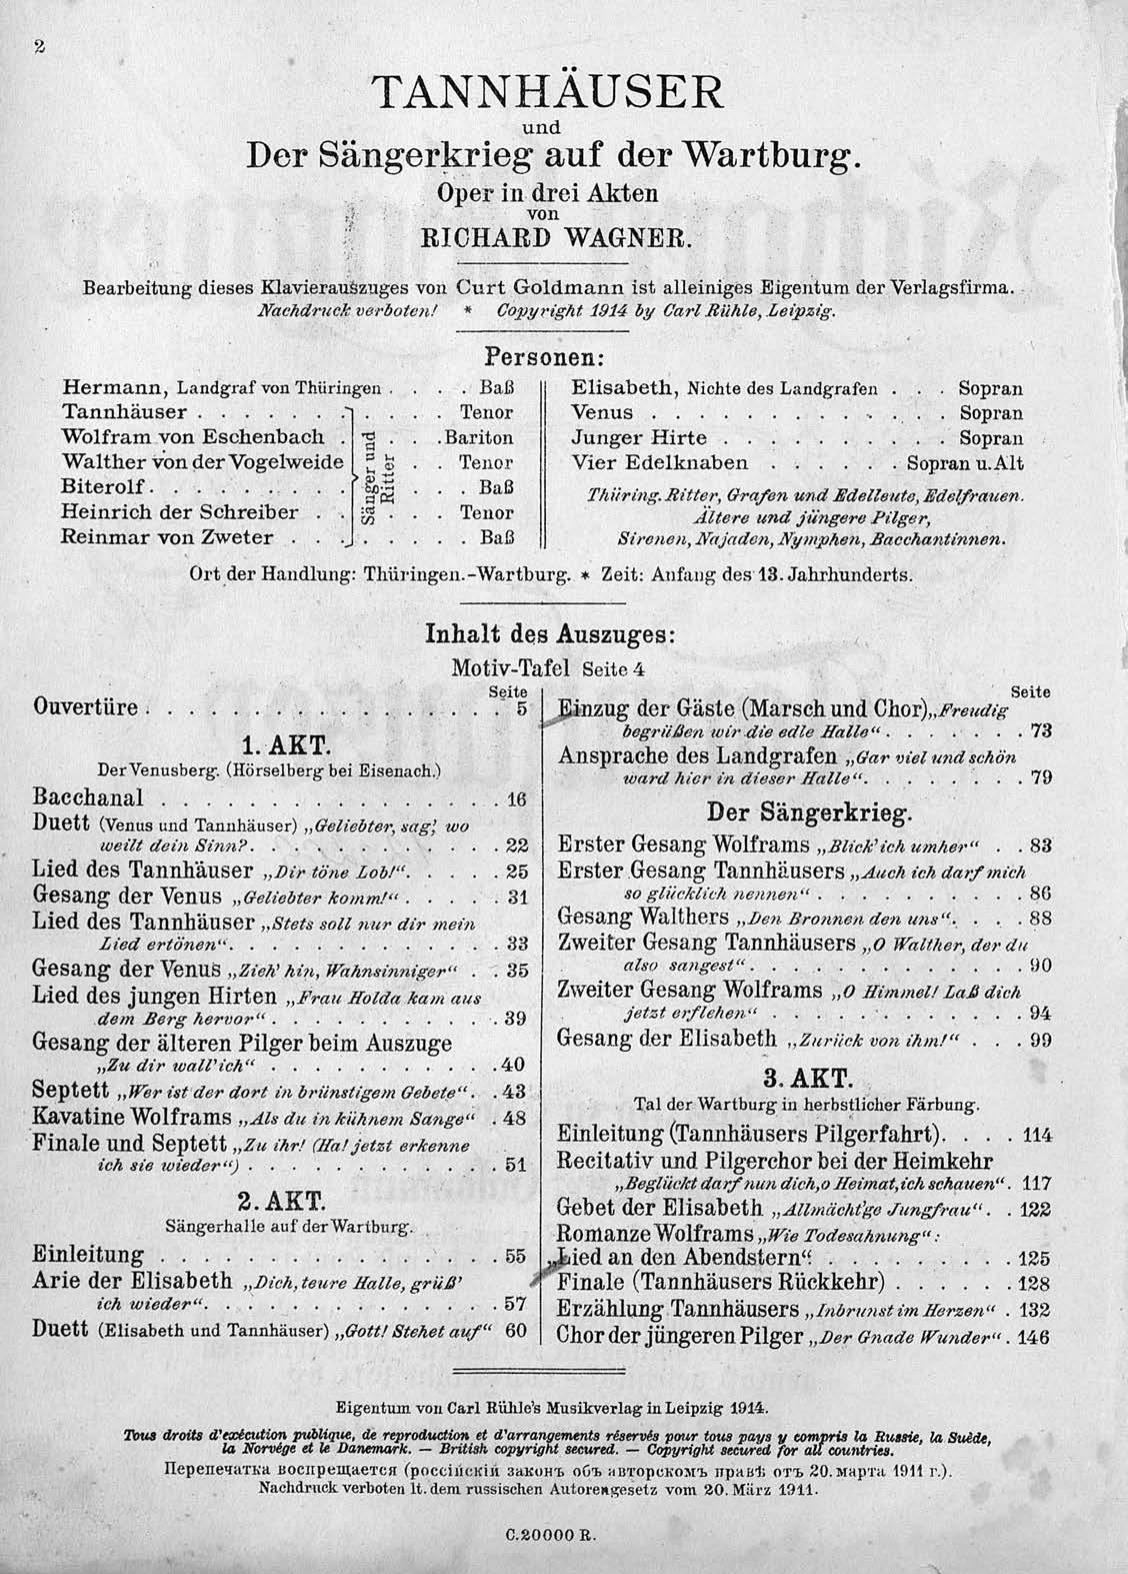 2
TANNHÄUSER
und
Der Sängerkrieg auf der Wartburg.
Oper in drei Akten
von
RICHARD WAGNER.
Bearbeitung dieses Klavierauszuges von Curt Goldmann ist alleiniges Eigentum der Verlagsfirma.
Nachdruck verboten! * Copyright 1914 by Carl Rühle, Leipzig.
Personen:
Hermann, Landgraf von Thüringen . . . . Baß
Tannhäuser . . . . . . . . . . . Tenor
Wolfram von Eschenbach . . . . Bariton
Walther von der Vogelweide . . Tenor
Biterolf . . . . . . . . . . . . Baß
Heinrich der Schreiber . . . . . Tenor
Reinmar von Zweter . . . . . . . . Baß
Sänger und
Ritter
Elisabeth, Nichte des Landgrafen . . . Sopran
Venus . . . . . . . . . . . . . Sopran
Junger Hirte . . . . . . . . . . Sopran
Vier Edelknaben . . . . . . Sopran u. Alt
Thüring. Ritter, Grafen und Edelleute, Edelfrauen.
Ältere und jüngere Pilger,
Sirenen, Najaden, Nymphen, Bacchantinnen.
Ort der Handlung: Thüringen.-Wartburg. * Zeit: Anfang des 13. Jahrhunderts.
Inhalt des Auszuges:
Motiv-Tafel Seite 4
Seite
Ouvertüre . . . . . . . . . . . . . . . . . . 5
1. AKT.
Der Venusberg. (Hörselberg bei Eisenach.)
Bacchanal . . . . . . . . . . . . . . . . . 16
Duett (Venus und Tannhäuser) „Geliebter, sag', wo
weilt dein Sinn? . . . . . . . . . . . . . 22
Lied des Tannhäuser „Dir töne Lob!“. . . . . 25
Gesang der Venus „Geliebter komm!“ . . . . . 31
Lied des Tannhäuser „Stets soll nur dir mein
Lied ertönen“. . . . . . . . . . . . . . 33
Gesang der Venus „Zieh' hin, Wahnsinniger“ . . 35
Lied des jungen Hirten „Frau Holda kam aus
dem Berg hervor“ . . . . . . . . . . . . 39
Gesang der älteren Pilger beim Auszuge
„Zu dir wall'ich“ . . . . . . . . . . . 40
Septett „Wer ist der dort in brünstigem Gebete“. . 43
Kavatine Wolframs „Als du in kühnem Sange“ . 48
Finale und Septett „Zu ihr! (Ha! jetzt erkenne
ich sie wieder“) . . . . . . . . . . . . . 51
2. AKT.
Sängerhalle auf der Wartburg.
Einleitung . . . . . . . . . . . . . . . . . 55
Arie der Elisabeth „Dich, teure Halle, grüß'
ich wieder“. . . . . . . . . . . . . . . 57
Duett (Elisabeth und Tannhäuser) „Gott! Stehet auf“ 60
Seite
Einzug der Gäste (Marsch und Chor) „Freudig
begrüßen wir die edle Halle“ . . . . . . . 73
Ansprache des Landgrafen „Gar viel und schön
ward hier in dieser Halle“. . . . . . . . . 79
Der Sängerkrieg.
Erster Gesang Wolframs „Blick' ich umher“ . . 83
Erster Gesang Tannhäusers „Auch ich darf mich
so glücklich nennen“ . . . . . . . . . . . 86
Gesang Walthers „Den Bronnen den uns“. . . . 88
Zweiter Gesang Tannhäusers „O Walther, der du
also sangest“ . . . . . . . . . . . . . . 90
Zweiter Gesang Wolframs „O Himmel! Laß dich
jetzt erflehen“ . . . . . . . . . . . . . 94
Gesang der Elisabeth „Zurück von ihm!“ . . . 99
3. AKT.
Tal der Wartburg in herbstlicher Färbung.
Einleitung (Tannhäusers Pilgerfahrt). . . . 114
Recitativ und Pilgerchor bei der Heimkehr
„Beglückt darf nun dich, o Heimat, ich schauen“. 117
Gebet der Elisabeth „Allmächt'ge Jungfrau“. . 122
Romanze Wolframs „Wie Todesahnung“:
„Lied an den Abendstern“. . . . . . . . . . 125
Finale (Tannhäusers Rückkehr) . . . . . . 128
Erzählung Tannhäusers „Inbrunst im Herzen“ . 132
Chor der jüngeren Pilger „Der Gnade Wunder“ . 146
Eigentum von Carl Rühle's Musikverlag in Leipzig 1914.
Tous droits d'exécution publique, de reproduction et d'arrangements réservés pour tous pays y compris la Russie, la Suède,
la Norvége et le Danemark. — British copyright secured. — Copyright secured for all countries.
Перепечатка воспрещается (россійскій законъ объ авторскомъ правѣ отъ 20. марта 1911 г.).
Nachdruck verboten lt. dem russischen Autorengesetz vom 20. März 1911.
C. 20000 R.